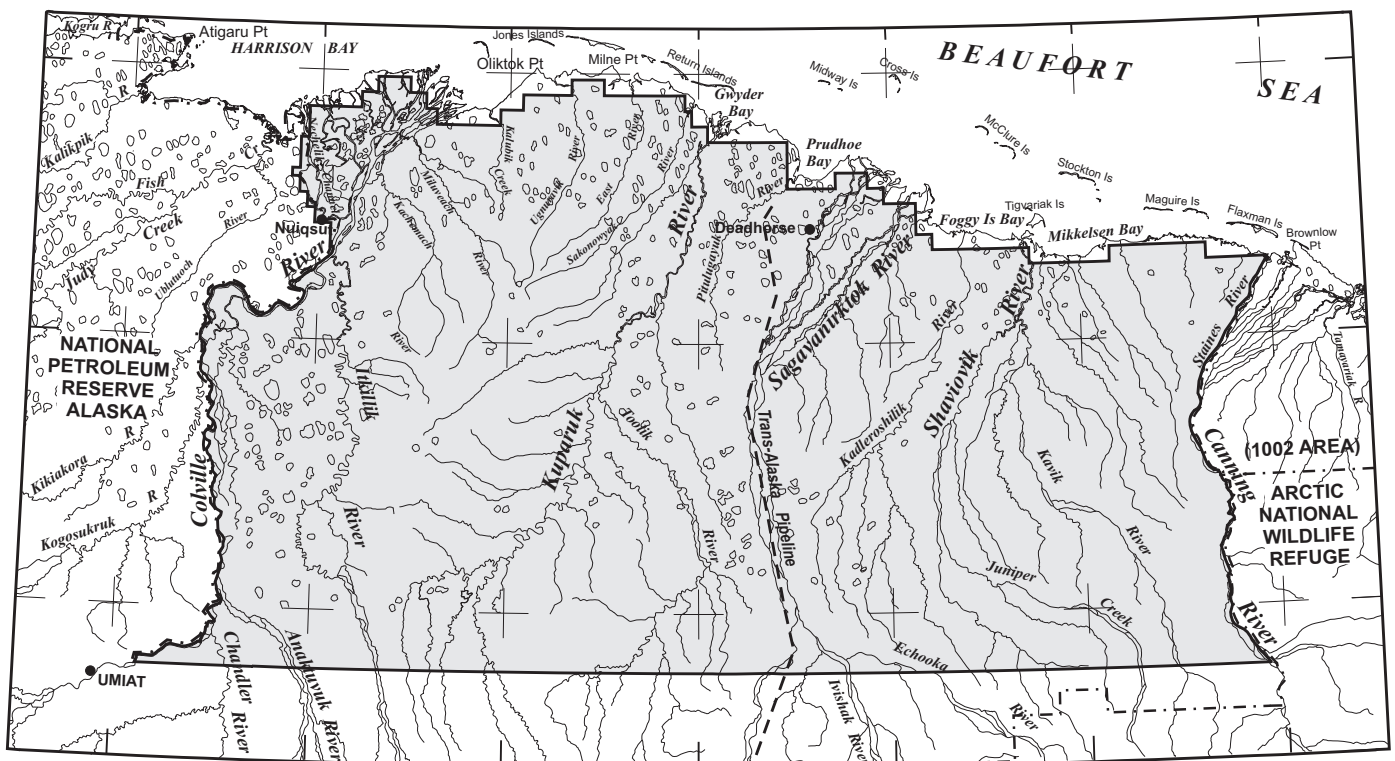 Kogru R
Atigaru Pt
HARRISON BAY
Jones Islands
Oliktok Pt
Milne Pt
Return Islands
Gwyder
Bay
Midway Is
Cross Is
BEAUFORT
SEA
McClure Is
Stockton Is
Maguire Is
Flaxman Is
Brownlow
Pt
Tigvariak Is
Prudhoe
Bay
Foggy Is Bay
Mikkelsen Bay
Kalikpik
R
Fish
Creek
Cr
Judy
Ublutuoch
River
Nuiqsut
River
Colville
Kachemach
River
Miluveach
River
Kalubik
Creek
Ugnuravik
River
East
Sakonowyak
River
River
Kuparuk
River
Putuligayuk
River
Deadhorse
Sagavanirktok River
Trans-Alaska
Pipeline
Itkillik
River
Toolik
River
Kadleroshilik
River
Shaviovik
River
Kavik
River
Juniper
Creek
Echooka
River
Ivishak
River
Staines
River
Canning
River
Tamayariak
R
NATIONAL
PETROLEUM
RESERVE
ALASKA
Kikiakora
R
Kogosukruk
R
UMIAT
Chandler
River
Anaktuvuk River
(1002 AREA)
ARCTIC
NATIONAL
WILDLIFE
REFUGE